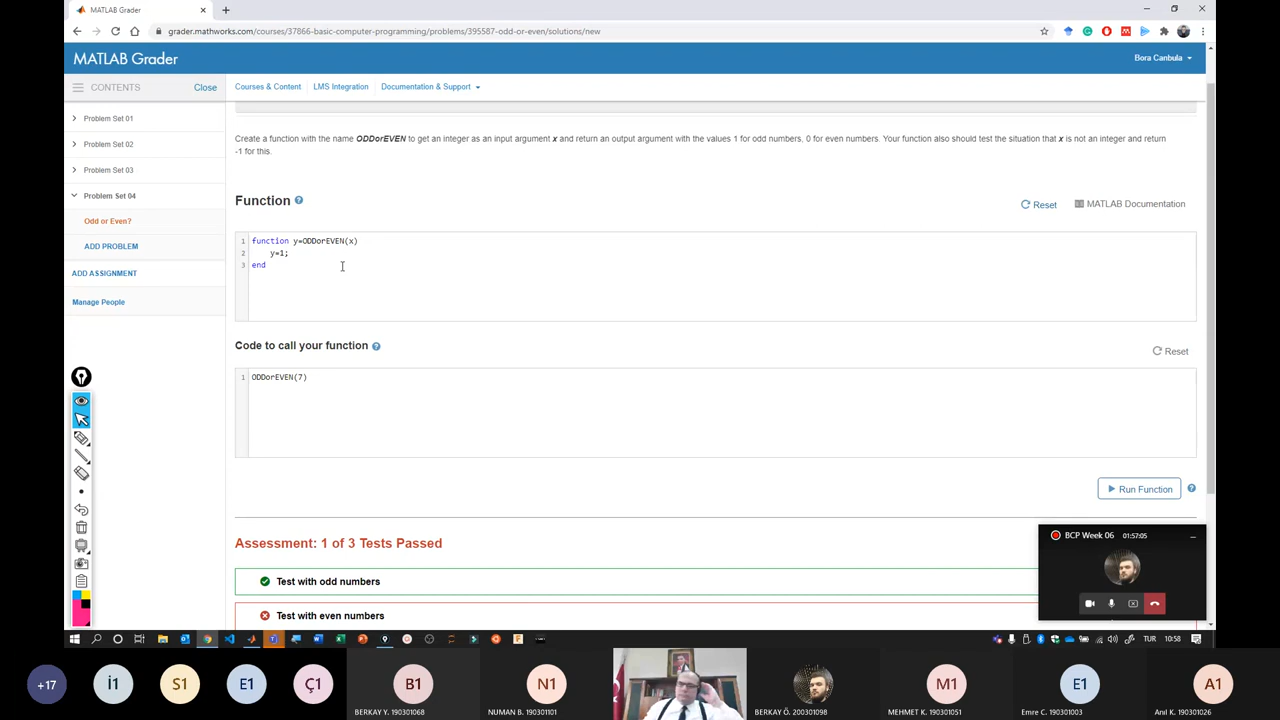 MATLAB Grader
grader.mathworks.com/courses/37866-basic-computer-programming/problems/395587-odd-or-even/solutions/new
MATLAB Grader
Bora Canbula
CONTENTS
Close
Courses & Content
LMS Integration
Documentation & Support
Problem Set 01
Problem Set 02
Problem Set 03
Problem Set 04
Odd or Even?
ADD PROBLEM
ADD ASSIGNMENT
Manage People
Create a function with the name ODDorEVEN to get an integer as an input argument x and return an output argument with the values 1 for odd numbers, 0 for even numbers. Your function also should test the situation that x is not an integer and return
-1 for this.
Function
Reset
MATLAB Documentation
1 function y=ODDorEVEN(x)
2 y=1;
3 end
Code to call your function
Reset
1 ODDorEVEN(7)
Run Function
Assessment: 1 of 3 Tests Passed
Test with odd numbers
Test with even numbers
BCP Week 06
01:57:05
TUR
10:58
+17
İ1
S1
E1
Ç1
B1
BERKAY Y. 190301068
N1
NUMAN B. 190301101
BERKAY Ö. 200301098
M1
MEHMET K. 190301051
E1
Emre C. 190301003
A1
Anıl K. 190301026